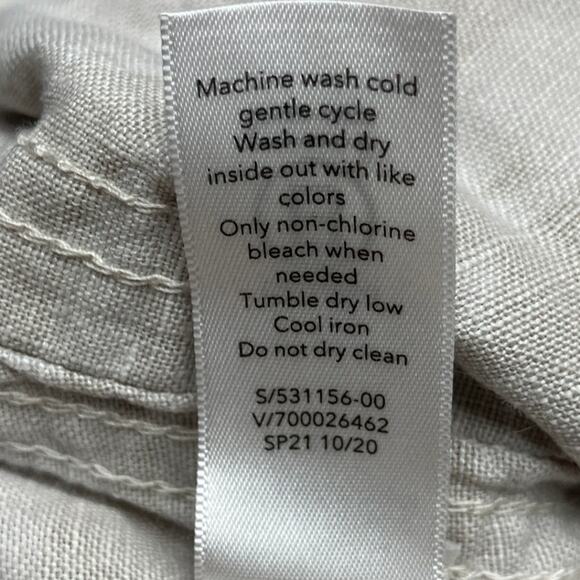 Machine wash cold
gentle cycle
Wash and dry
inside out with like
colors
Only non-chlorine
bleach when
needed
Tumble dry low
Cool iron
Do not dry clean
S/531156-00
V/700026462
SP21 10/20